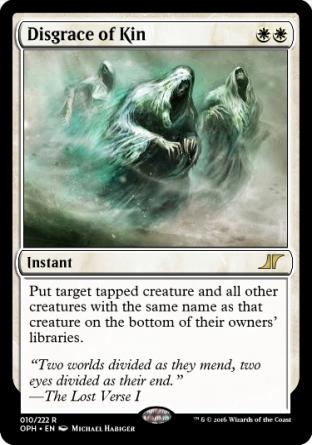 Disgrace of Kin
Instant
Put target tapped creature and all other
creatures with the same name as that
creature on the bottom of their owners’
libraries.
“Two worlds divided as they mend, two
eyes divided as their end.”
—The Lost Verse I
010/222 R
OPH • EN Michael Habiger
™ & © 2016 Wizards of the Coast